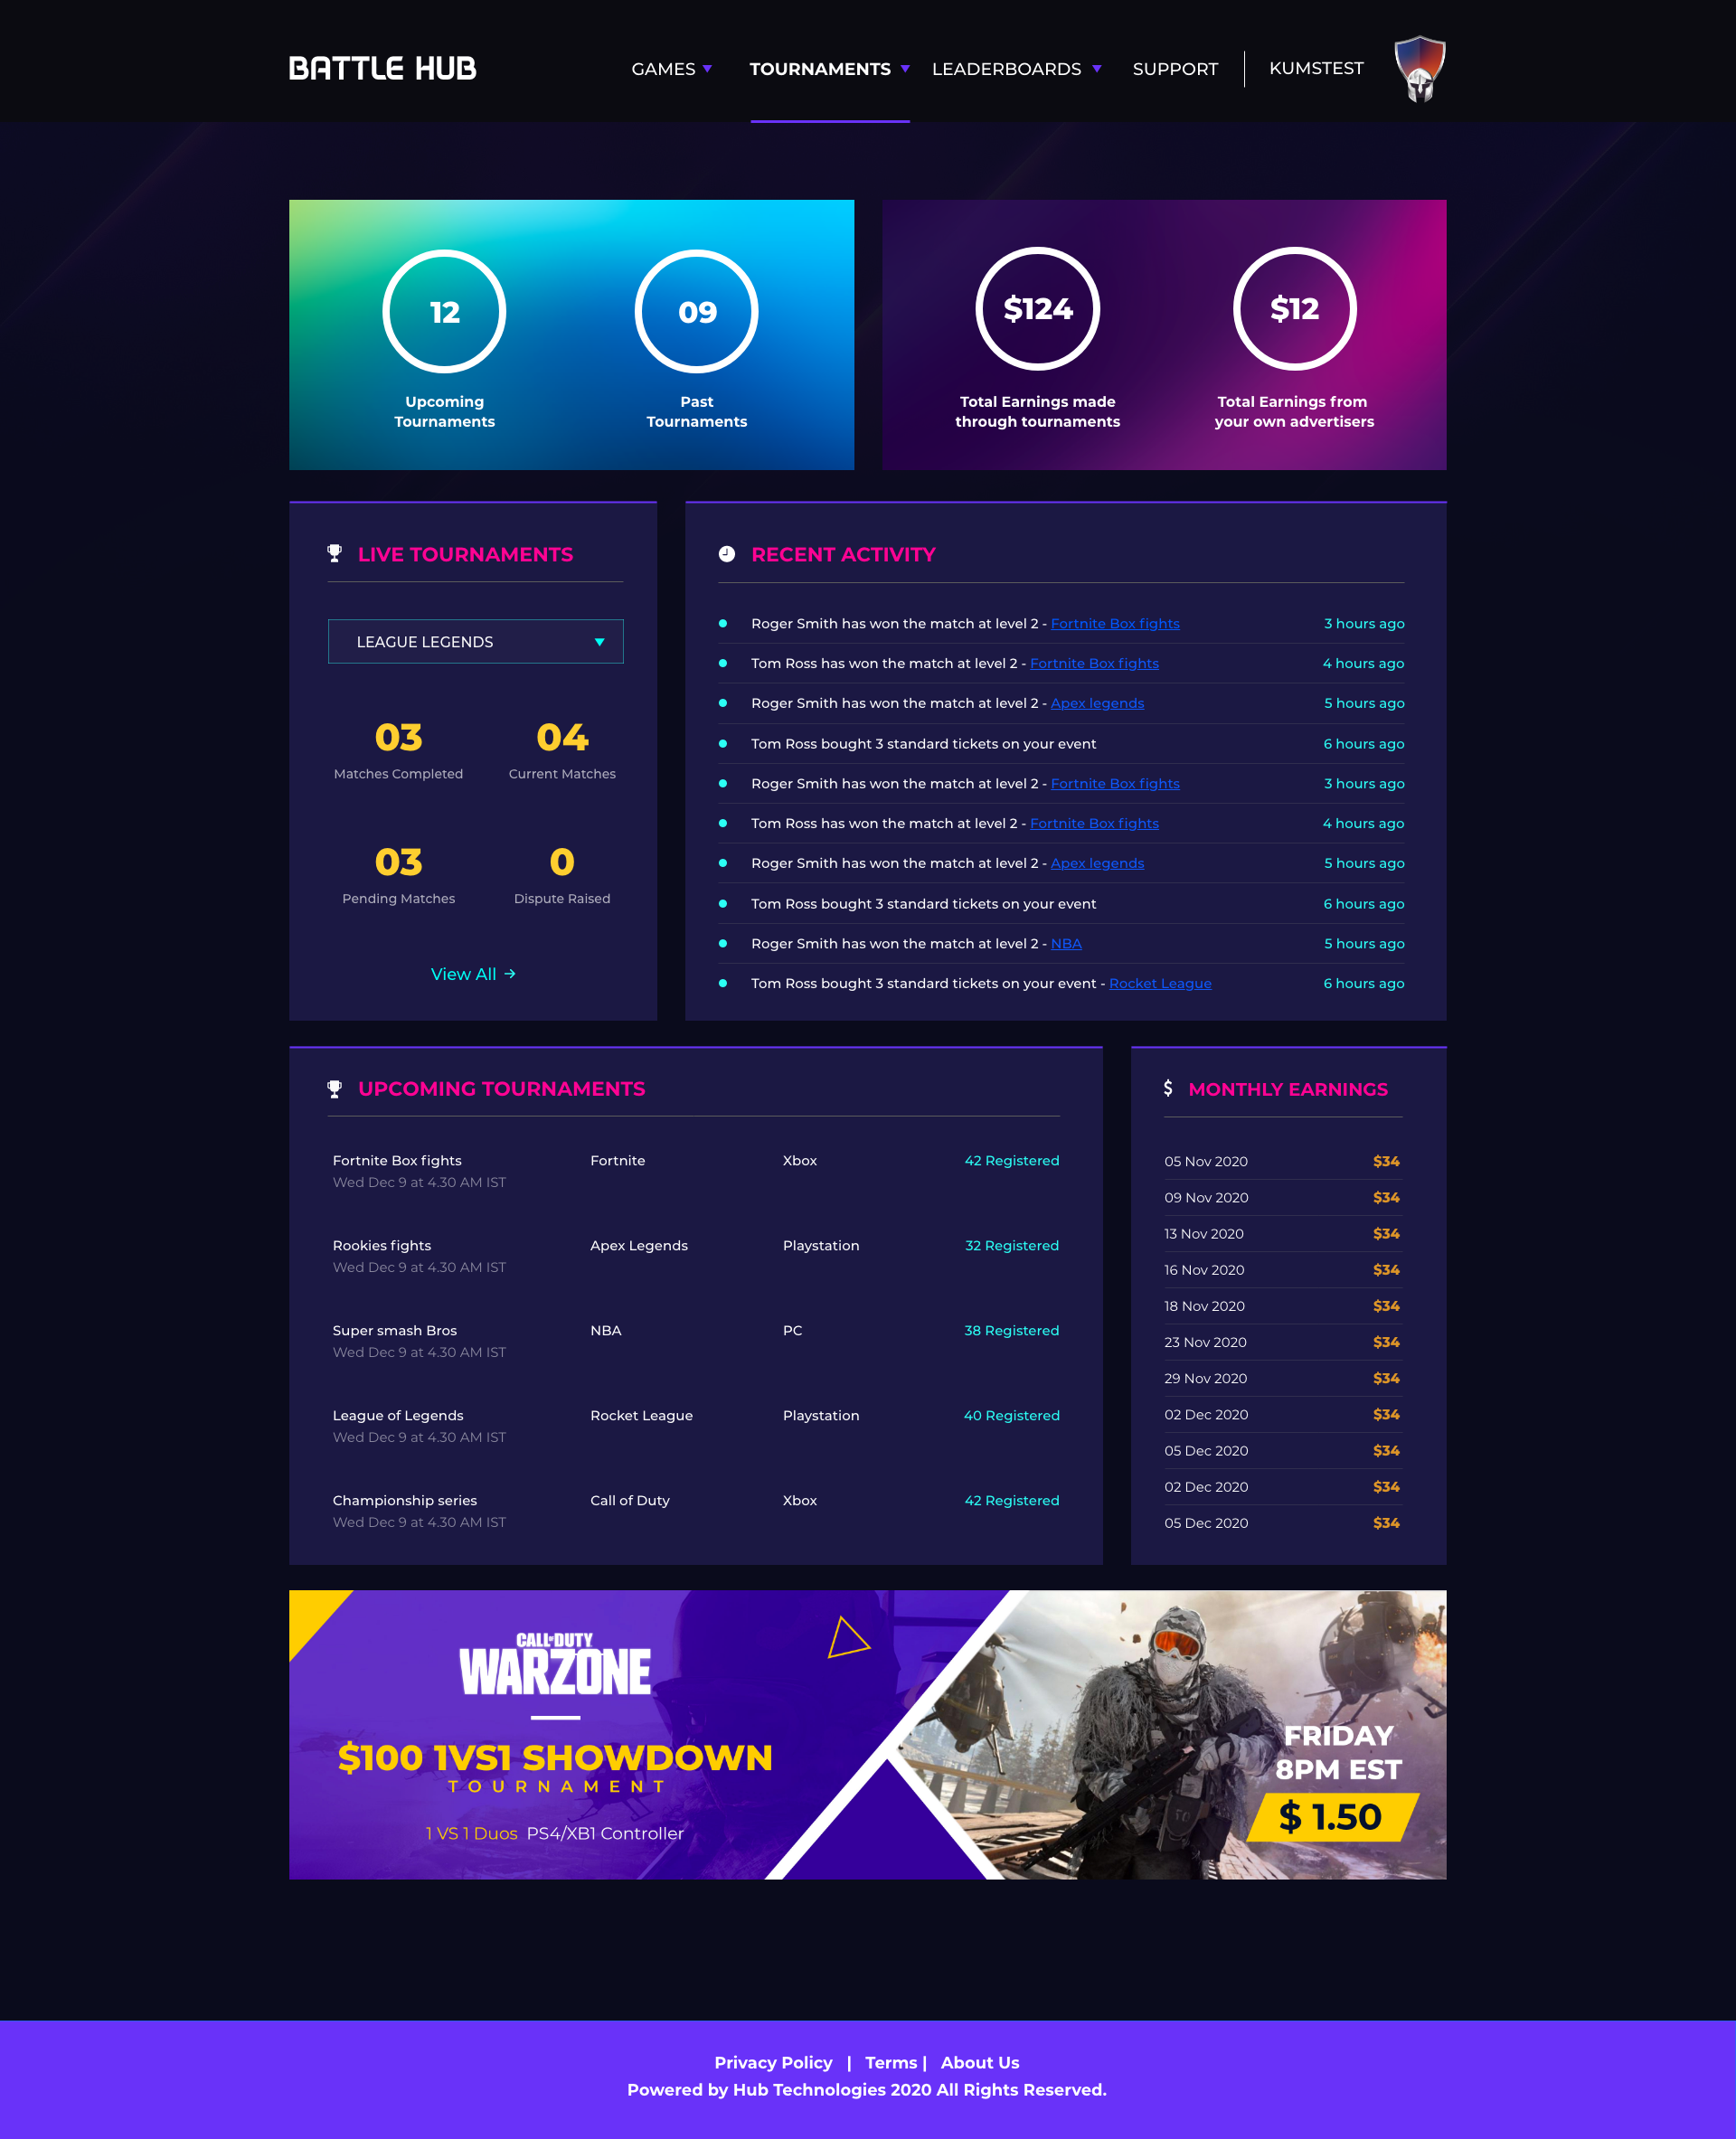 BATTLE HUB
GAMES TOURNAMENTS LEADERBOARDS SUPPORT KUMSTEST
12
09
Upcoming
Tournaments
Past
Tournaments
$124
$12
Total Earnings made
through tournaments
Total Earnings from
your own advertisers
LIVE TOURNAMENTS
LEAGUE LEGENDS
03
Matches Completed
04
Current Matches
03
Pending Matches
0
Dispute Raised
View All
RECENT ACTIVITY
Roger Smith has won the match at level 2 - Fortnite Box fights 3 hours ago
Tom Ross has won the match at level 2 - Fortnite Box fights 4 hours ago
Roger Smith has won the match at level 2 - Apex legends 5 hours ago
Tom Ross bought 3 standard tickets on your event 6 hours ago
Roger Smith has won the match at level 2 - Fortnite Box fights 3 hours ago
Tom Ross has won the match at level 2 - Fortnite Box fights 4 hours ago
Roger Smith has won the match at level 2 - Apex legends 5 hours ago
Tom Ross bought 3 standard tickets on your event 6 hours ago
Roger Smith has won the match at level 2 - NBA 5 hours ago
Tom Ross bought 3 standard tickets on your event - Rocket League 6 hours ago
UPCOMING TOURNAMENTS
Fortnite Box fights Fortnite Xbox 42 Registered
Wed Dec 9 at 4.30 AM IST
Rookies fights Apex Legends Playstation 32 Registered
Wed Dec 9 at 4.30 AM IST
Super smash Bros NBA PC 38 Registered
Wed Dec 9 at 4.30 AM IST
League of Legends Rocket League Playstation 40 Registered
Wed Dec 9 at 4.30 AM IST
Championship series Call of Duty Xbox 42 Registered
Wed Dec 9 at 4.30 AM IST
$ MONTHLY EARNINGS
05 Nov 2020 $34
09 Nov 2020 $34
13 Nov 2020 $34
16 Nov 2020 $34
18 Nov 2020 $34
23 Nov 2020 $34
29 Nov 2020 $34
02 Dec 2020 $34
05 Dec 2020 $34
02 Dec 2020 $34
05 Dec 2020 $34
CALL OF DUTY
WARZONE
$100 1VS1 SHOWDOWN
TOURNAMENT
1 VS 1 Duos PS4/XB1 Controller
FRIDAY
8PM EST
$ 1.50
Privacy Policy | Terms | About Us
Powered by Hub Technologies 2020 All Rights Reserved.